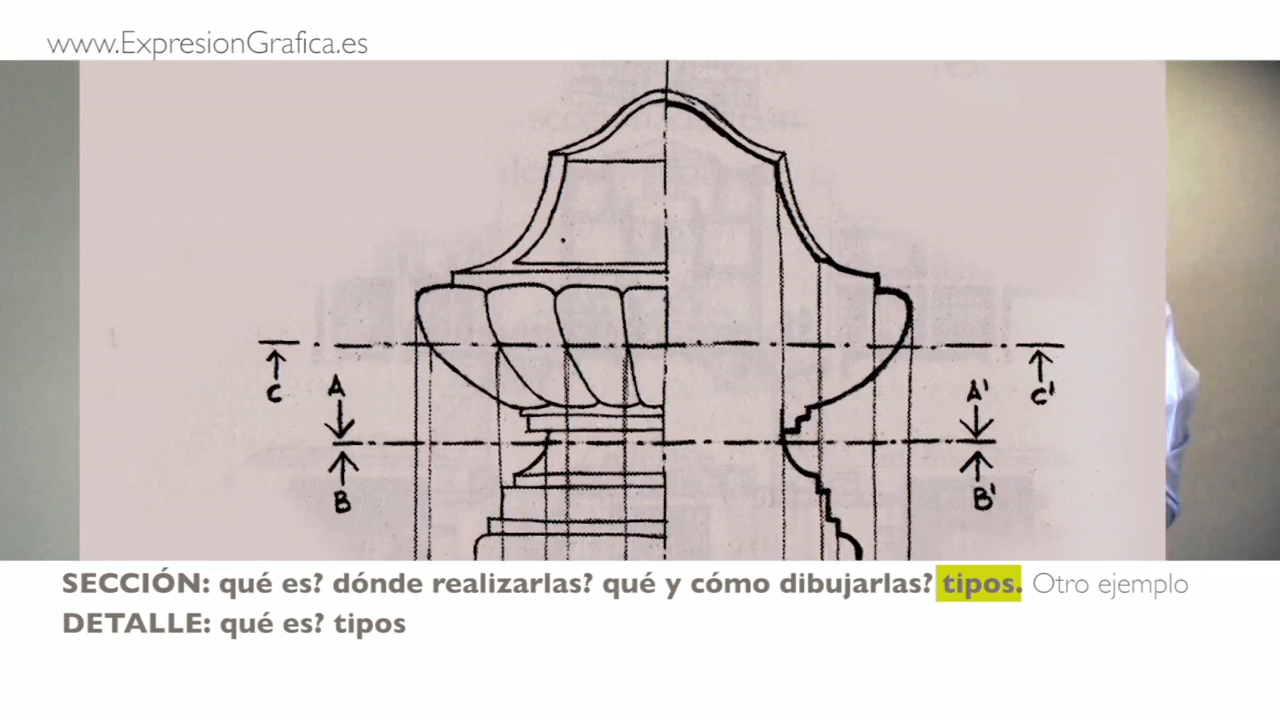 www.ExpresionGrafica.es
C
A
A'
C'
B
B'
SECCIÓN: qué es? dónde realizarlas? qué y cómo dibujarlas? tipos. Otro ejemplo
DETALLE: qué es? tipos